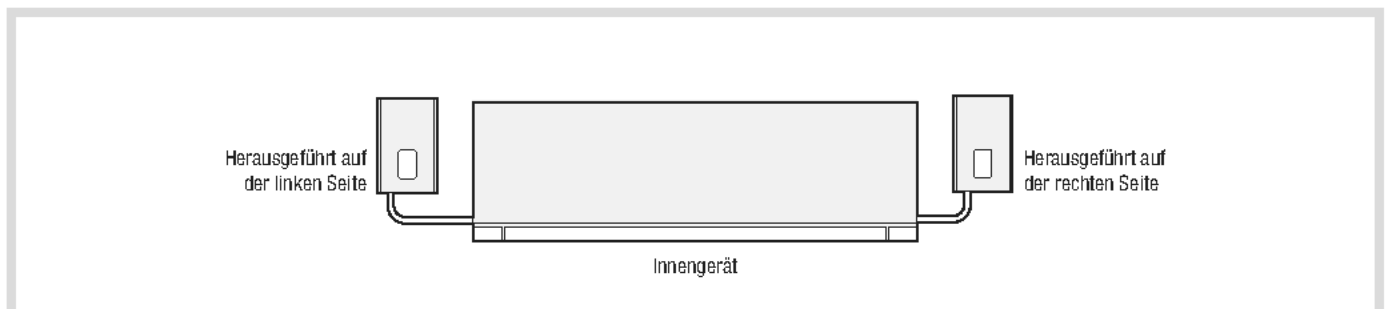 Herausgeführt auf
der linken Seite
Herausgeführt auf
der rechten Seite
Innengerät